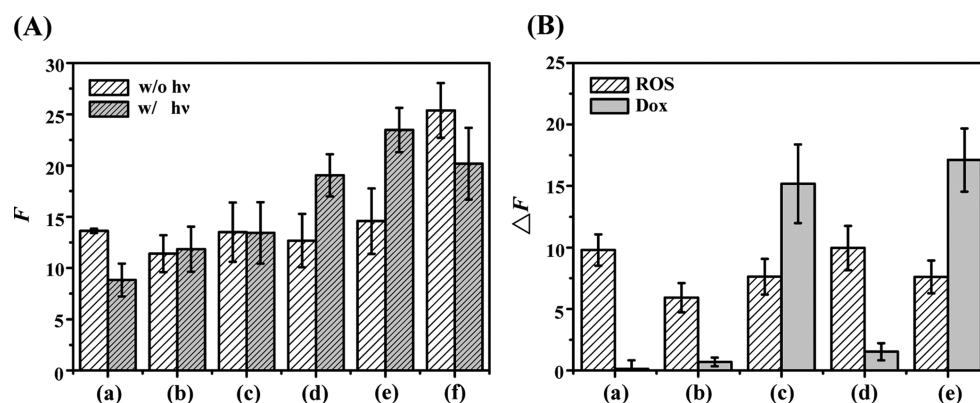 (A)
F
30
25
20
15
10
5
0
w/o hν
w/ hν
(a) (b) (c) (d) (e) (f)
(B)
△F
25
20
15
10
5
0
ROS
Dox
(a) (b) (c) (d) (e)